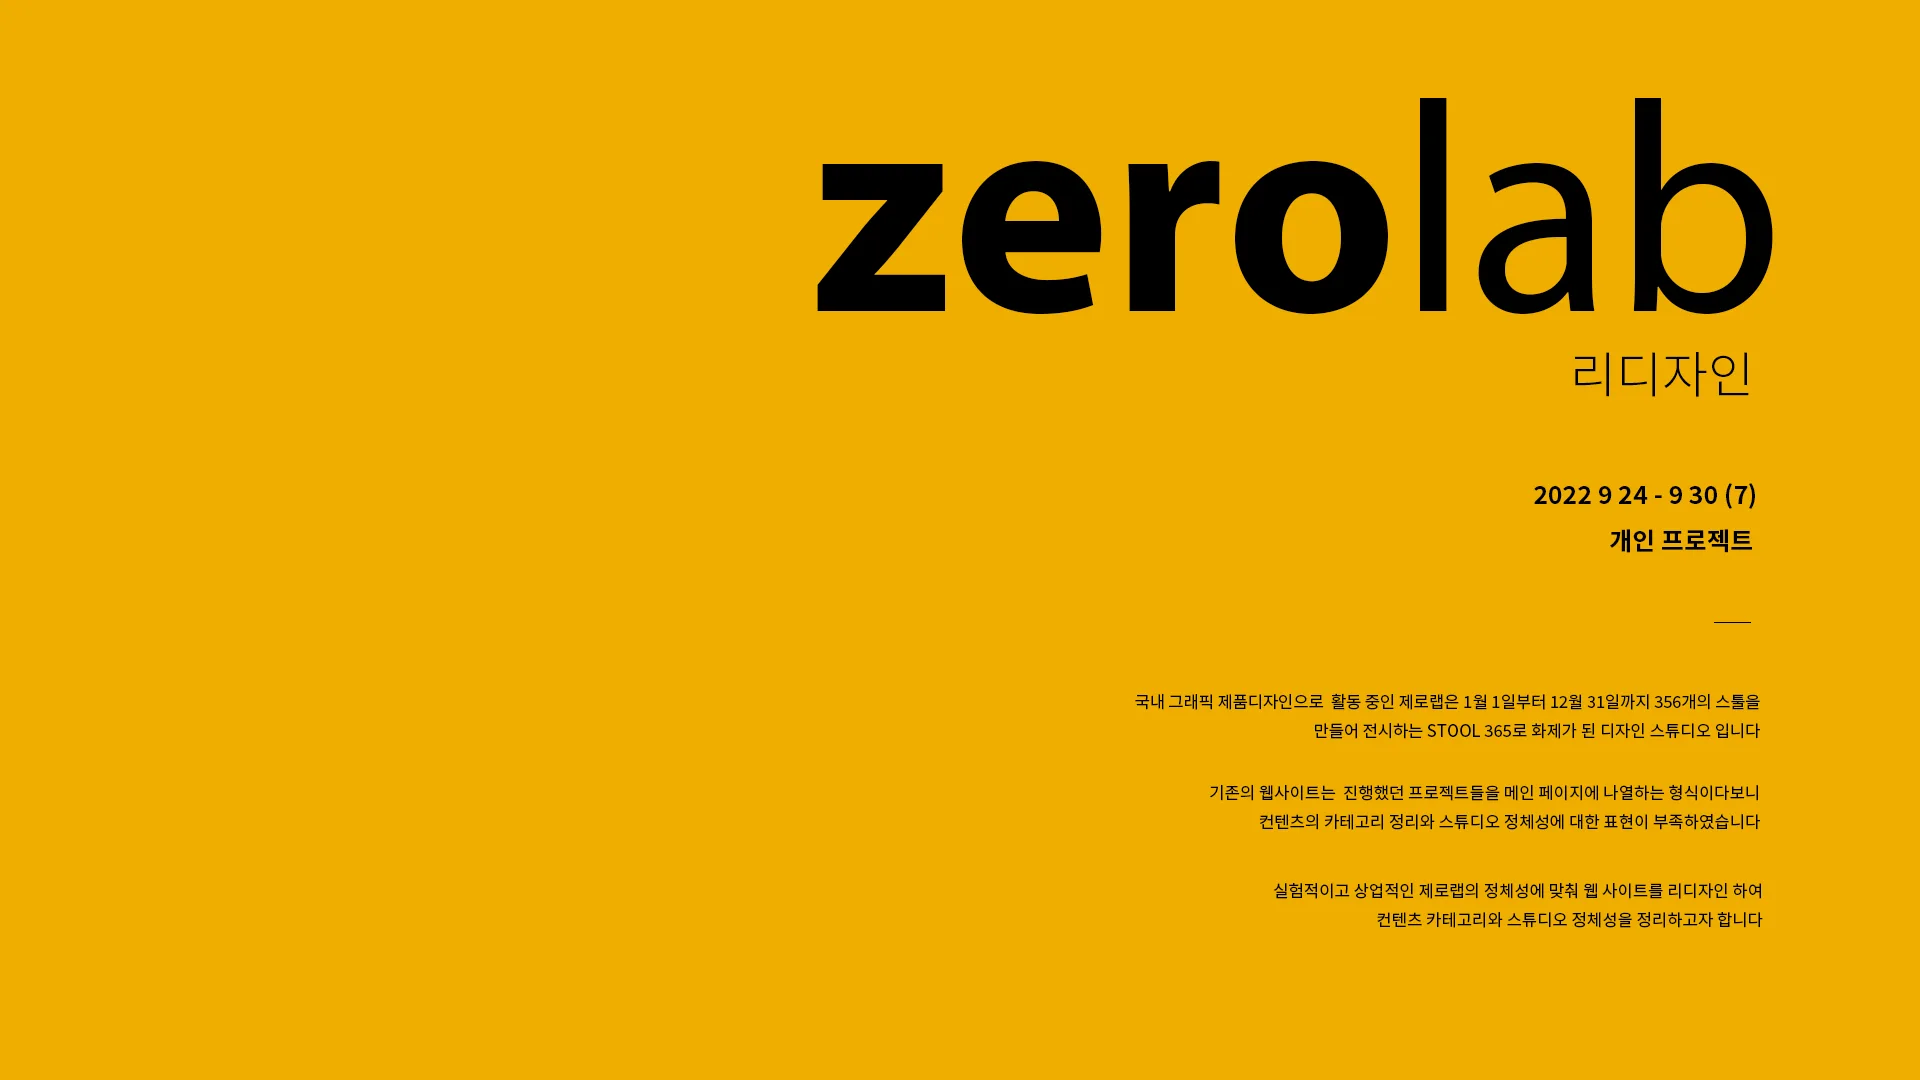 zerolab
리디자인
2022 9 24 - 9 30 (7)
개인 프로젝트
국내 그래픽 제품디자인으로 활동 중인 제로랩은 1월 1일부터 12월 31일까지 356개의 스툴을
만들어 전시하는 STOOL 365로 화제가 된 디자인 스튜디오 입니다
기존의 웹사이트는 진행했던 프로젝트들을 메인 페이지에 나열하는 형식이다보니
컨텐츠의 카테고리 정리와 스튜디오 정체성에 대한 표현이 부족하였습니다
실험적이고 상업적인 제로랩의 정체성에 맞춰 웹 사이트를 리디자인 하여
컨텐츠 카테고리와 스튜디오 정체성을 정리하고자 합니다